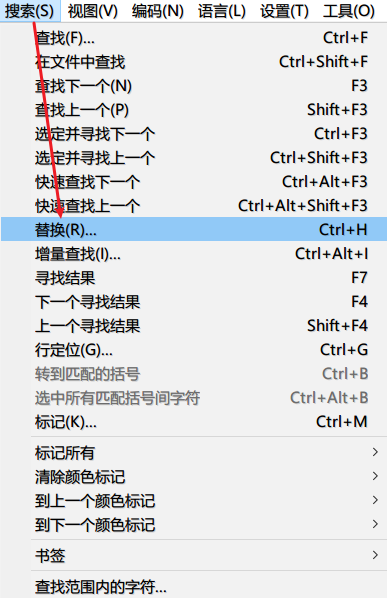 搜索(S) 视图(V) 编码(N) 语言(L) 设置(T) 工具(O)
查找(F)... Ctrl+F
在文件中查找 Ctrl+Shift+F
查找下一个(N) F3
查找上一个(P) Shift+F3
选定并寻找下一个 Ctrl+F3
选定并寻找上一个 Ctrl+Shift+F3
快速查找下一个 Ctrl+Alt+F3
快速查找上一个 Ctrl+Alt+Shift+F3
替换(R)... Ctrl+H
增量查找(I)... Ctrl+Alt+I
寻找结果 F7
下一个寻找结果 F4
上一个寻找结果 Shift+F4
行定位(G)... Ctrl+G
转到匹配的括号 Ctrl+B
选中所有匹配括号间字符 Ctrl+Alt+B
标记(K)... Ctrl+M
标记所有
清除颜色标记
到上一个颜色标记
到下一个颜色标记
书签
查找范围内的字符...